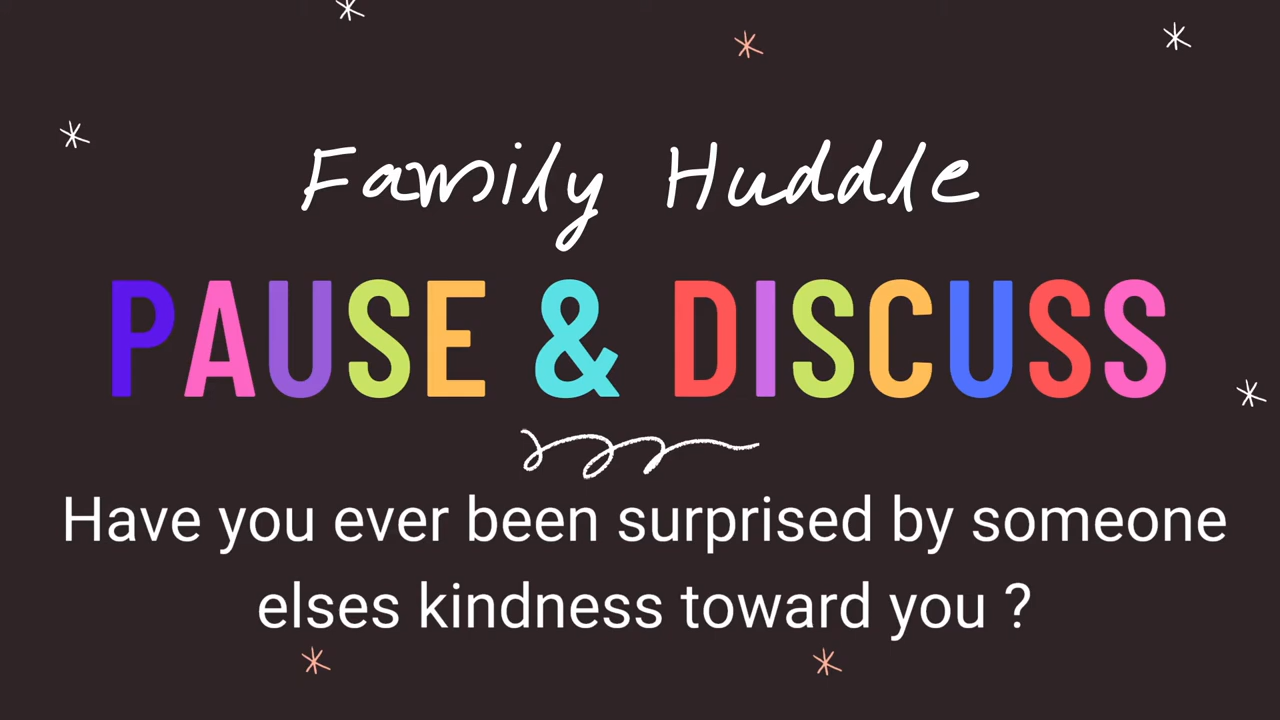 Family Huddle
PAUSE & DISCUSS
Have you ever been surprised by someone
elses kindness toward you ?